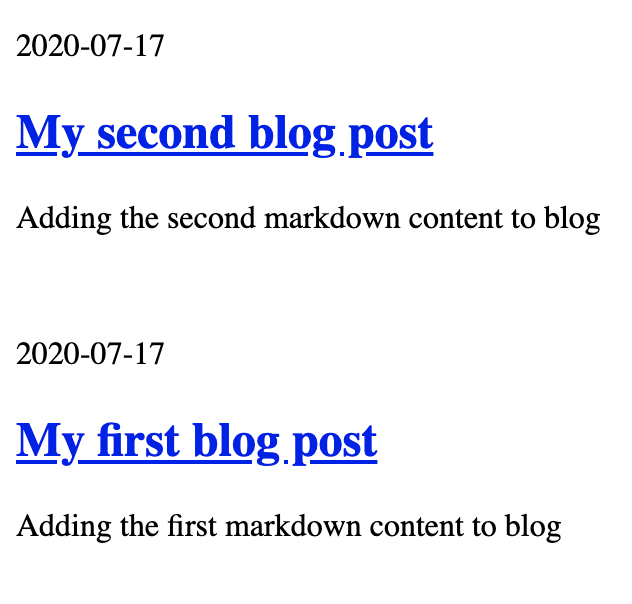 2020-07-17
My second blog post
Adding the second markdown content to blog
2020-07-17
My first blog post
Adding the first markdown content to blog